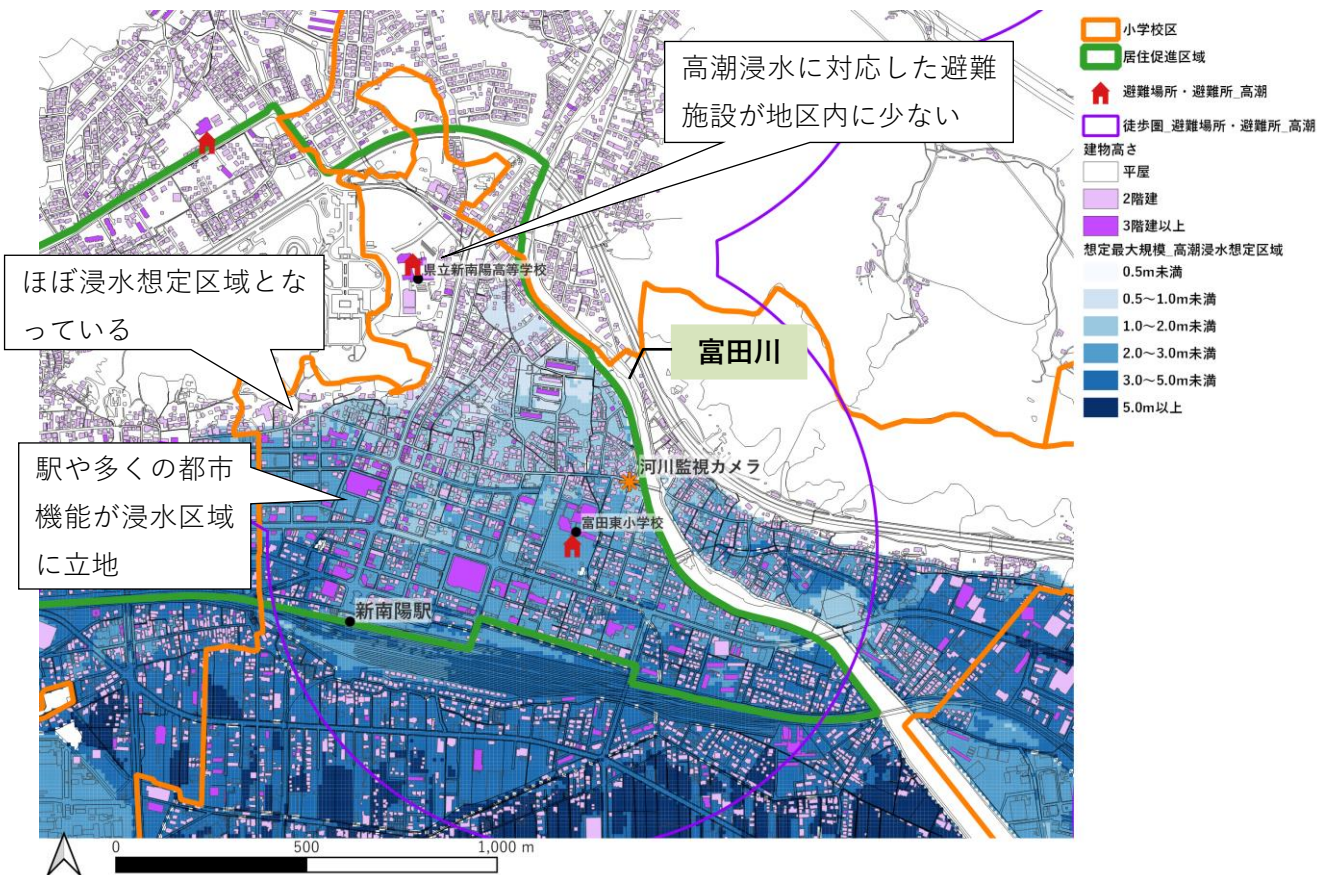 高潮浸水に対応した避難
施設が地区内に少ない
ほぼ浸水想定区域とな
っている
県立新南陽高等学校
富田川
駅や多くの都市
機能が浸水区域
に立地
河川監視カメラ
富田東小学校
新南陽駅
0 500 1,000 m
小学校区
居住促進区域
避難場所・避難所_高潮
徒歩圏_避難場所・避難所_高潮
建物高さ
平屋
2階建
3階建以上
想定最大規模_高潮浸水想定区域
0.5m未満
0.5～1.0m未満
1.0～2.0m未満
2.0～3.0m未満
3.0～5.0m未満
5.0m以上